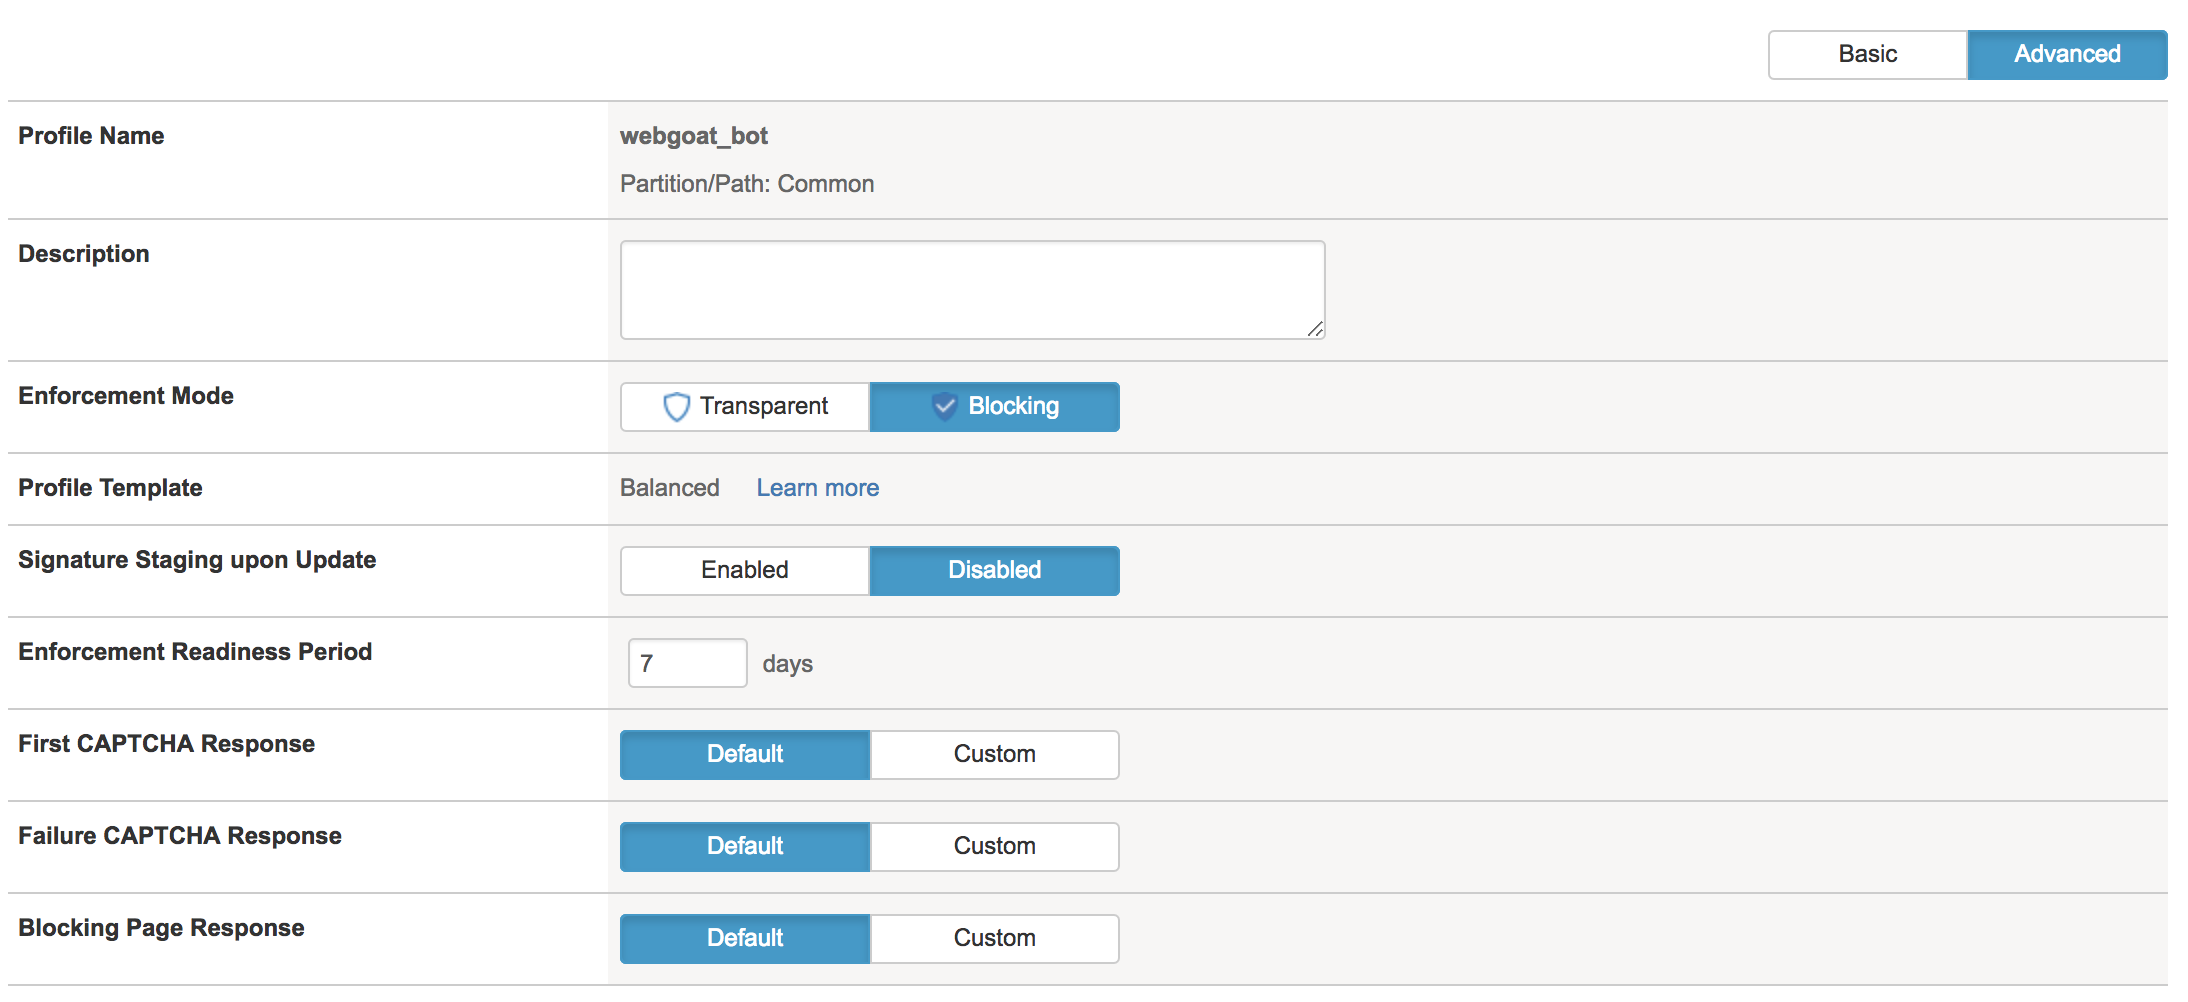 Basic Advanced
Profile Name webgoat_bot
Partition/Path: Common
Description
Enforcement Mode Transparent Blocking
Profile Template Balanced Learn more
Signature Staging upon Update Enabled Disabled
Enforcement Readiness Period 7 days
First CAPTCHA Response Default Custom
Failure CAPTCHA Response Default Custom
Blocking Page Response Default Custom